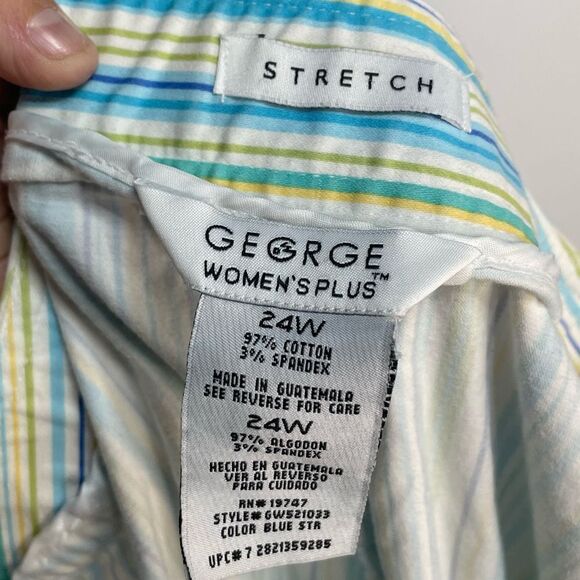 STRETCH
GEORGE
WOMEN'S PLUS™
24W
97% COTTON
3% SPANDEX
MADE IN GUATEMALA
SEE REVERSE FOR CARE
24W
97% ALGODON
3% SPANDEX
HECHO EN GUATEMALA
VER AL REVERSO
PARA CUIDADO
RN# 19747
STYLE# GW521033
COLOR BLUE STR
UPC# 7 2821359285